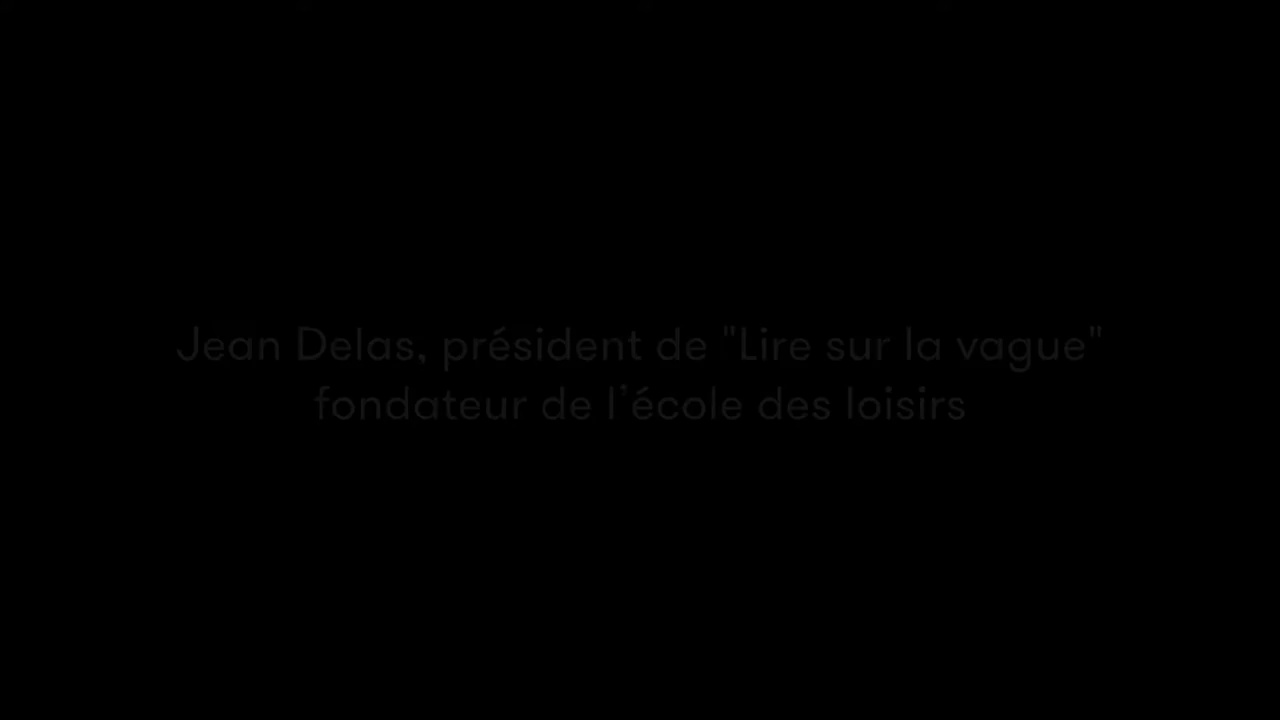 Jean Delas, président de "Lire sur la vague"
fondateur de l’école des loisirs